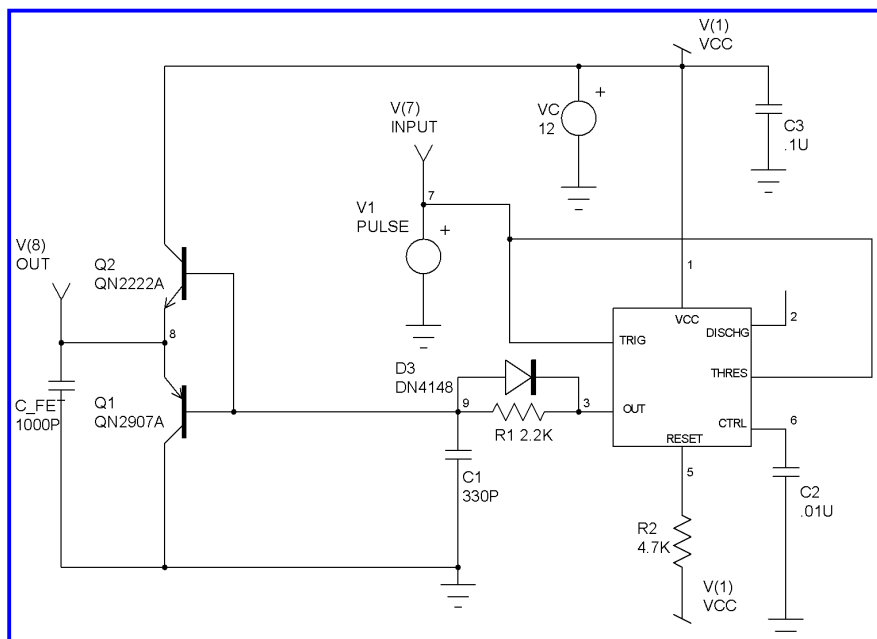 V(1)
VCC
V(7)
INPUT
VC
12
+
C3
.1U
7
V1
PULSE
+
V(8)
OUT
Q2
QN2222A
1
8
VCC
DISCHG
2
TRIG
D3
DN4148
THRES
C_FET
1000P
Q1
QN2907A
9
3
OUT
R1 2.2K
CTRL
6
RESET
C1
330P
5
C2
.01U
R2
4.7K
V(1)
VCC